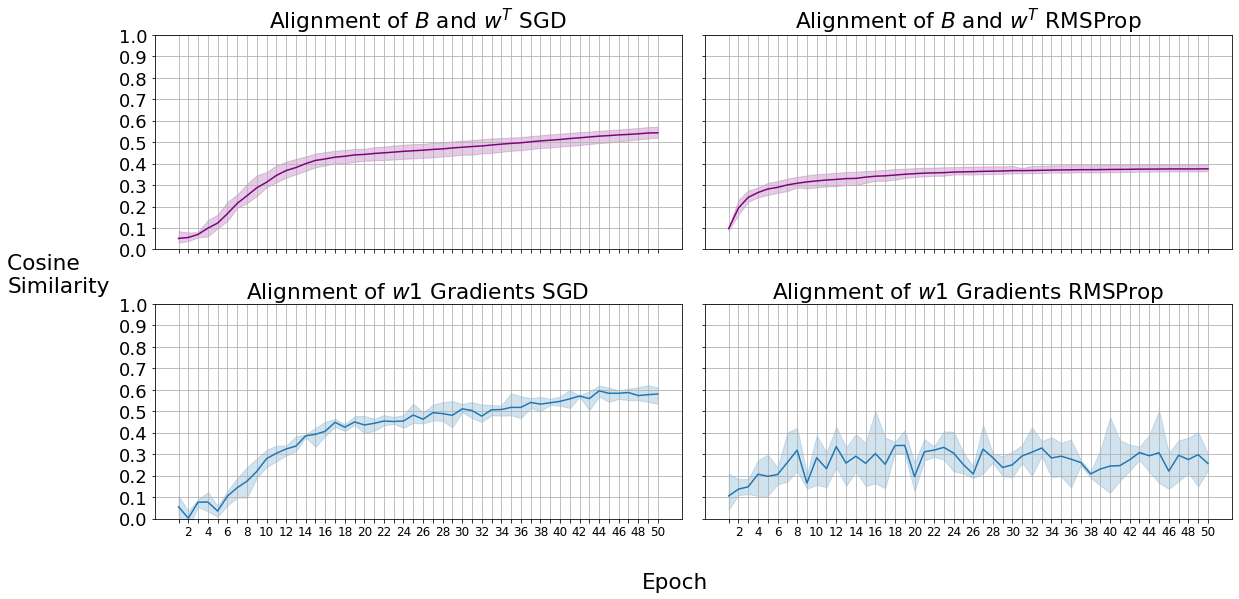 Alignment of B and w^T SGD
Alignment of B and w^T RMSProp
1.0
0.9
0.8
0.7
0.6
0.5
0.4
0.3
0.2
0.1
0.0
Cosine
Similarity
Alignment of w1 Gradients SGD
Alignment of w1 Gradients RMSProp
1.0
0.9
0.8
0.7
0.6
0.5
0.4
0.3
0.2
0.1
0.0
2 4 6 8 10 12 14 16 18 20 22 24 26 28 30 32 34 36 38 40 42 44 46 48 50
2 4 6 8 10 12 14 16 18 20 22 24 26 28 30 32 34 36 38 40 42 44 46 48 50
Epoch